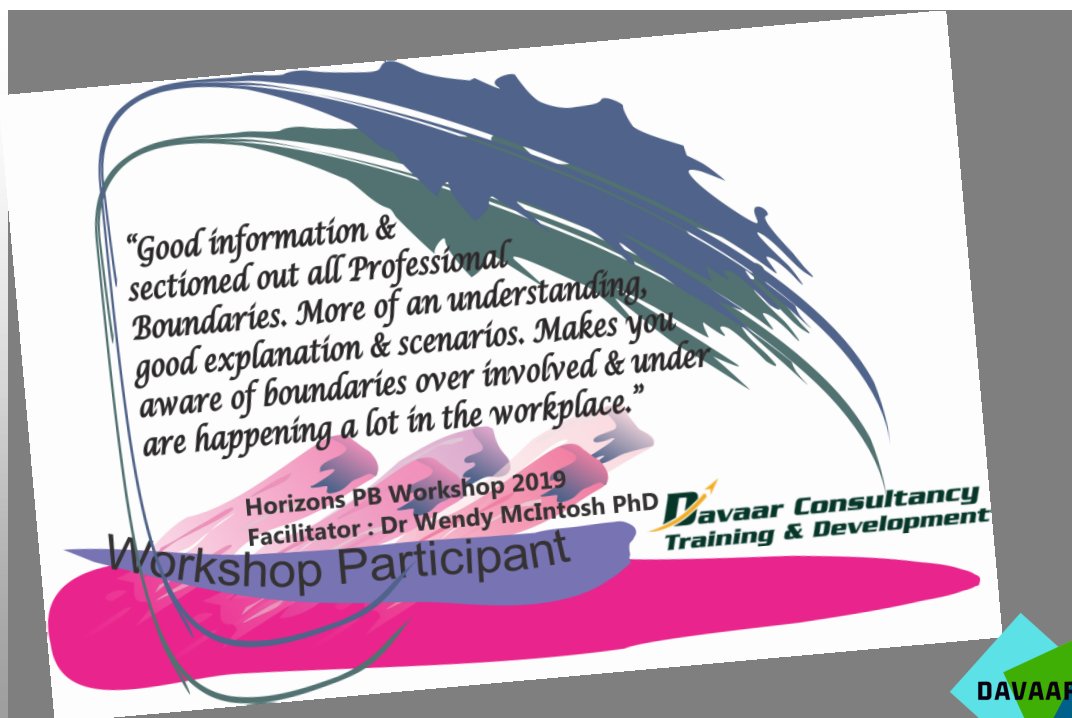 “Good information &
sectioned out all Professional
Boundaries. More of an understanding,
good explanation & scenarios. Makes you
aware of boundaries over involved & under
are happening a lot in the workplace.”
Horizons PB Workshop 2019
Facilitator : Dr Wendy McIntosh PhD
Workshop Participant
Davaar Consultancy
Training & Development
DAVAAR